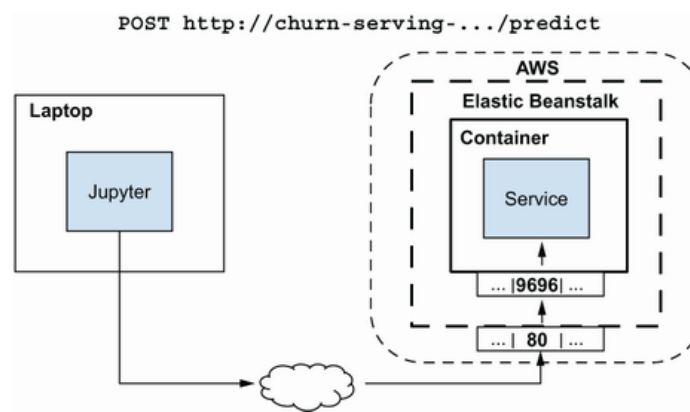 POST http://churn-serving-.../predict
AWS
Elastic Beanstalk
Laptop
Container
Jupyter
Service
... |9696| ...
... | 80 | ...